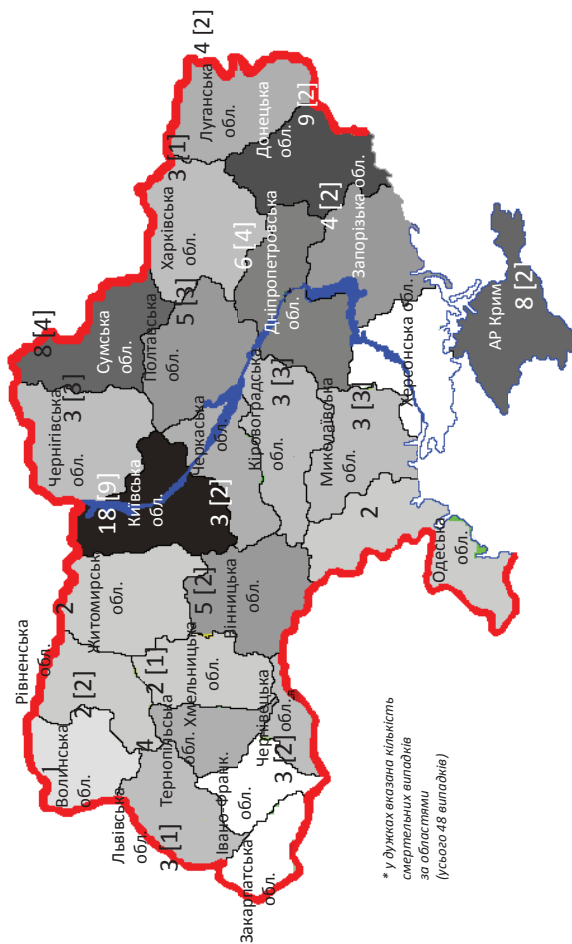 Рівненська
обл.
2 [2]
1
Волинська
обл.
Львівська
обл.
3 [1]
4
Тернопільська
обл.
2 [1]
Хмельницька
обл.
Івано-Франк.
обл.
Закарпатська
обл.
Чернівецька
обл.
3 [2]
2
Житомирська
обл.
5 [2]
Вінницька
обл.
18 [9]
Київська
обл.
Чернігівська
обл.
3 [3]
8 [4]
Сумська
обл.
Полтавська
обл.
5 [3]
Черкаська
обл.
3 [2]
Кіровоградська
обл.
3 [3]
Миколаївська
обл.
3 [3]
2
Одеська
обл.
Харківська
обл.
3 [1]
Луганська
обл.
4 [2]
Донецька
обл.
9 [2]
6 [4]
Дніпропетровська
обл.
4 [2]
Запорізька обл.
Херсонська обл.
АР Крим
8 [2]
* у дужках вказана кількість
смертельних випадків
за областями
(усього 48 випадків)